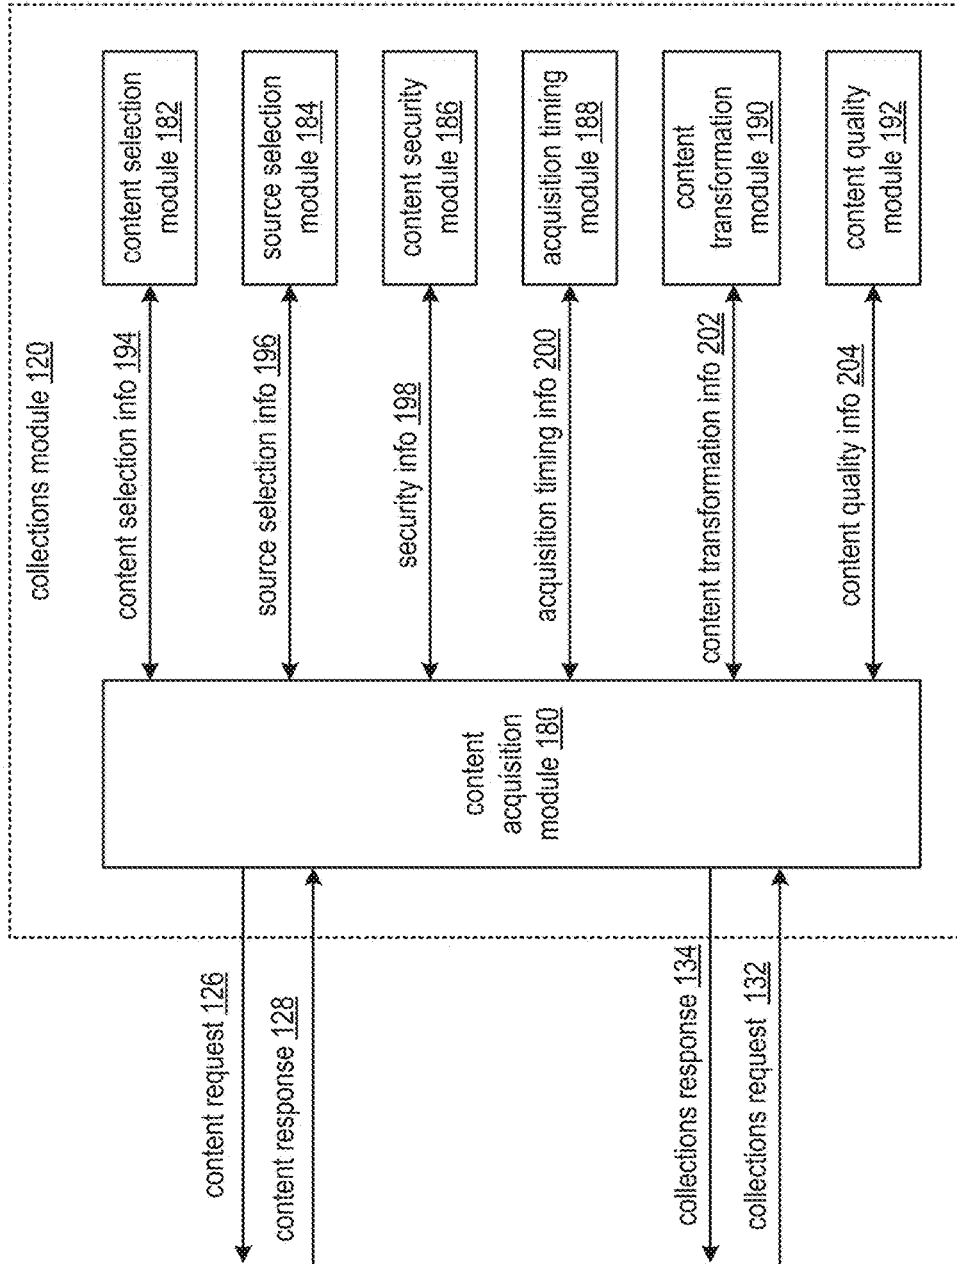 collections module 120
content selection
module 182
source selection
module 184
content security
module 186
acquisition timing
module 188
content
transformation
module 190
content quality
module 192
content selection info 194
source selection info 196
security info 198
acquisition timing info 200
content transformation info 202
content quality info 204
content
acquisition
module 180
content request 126
content response 128
collections response 134
collections request 132